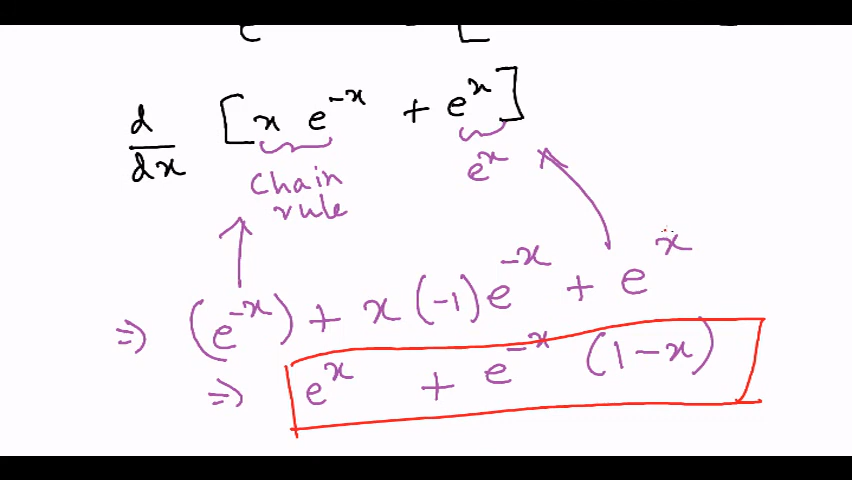 e [
d/dx [x e^-x + e^x]
chain rule e^x
⇒ (e^-x) + x(-1)e^-x + e^x
⇒ e^x + e^-x (1-x)